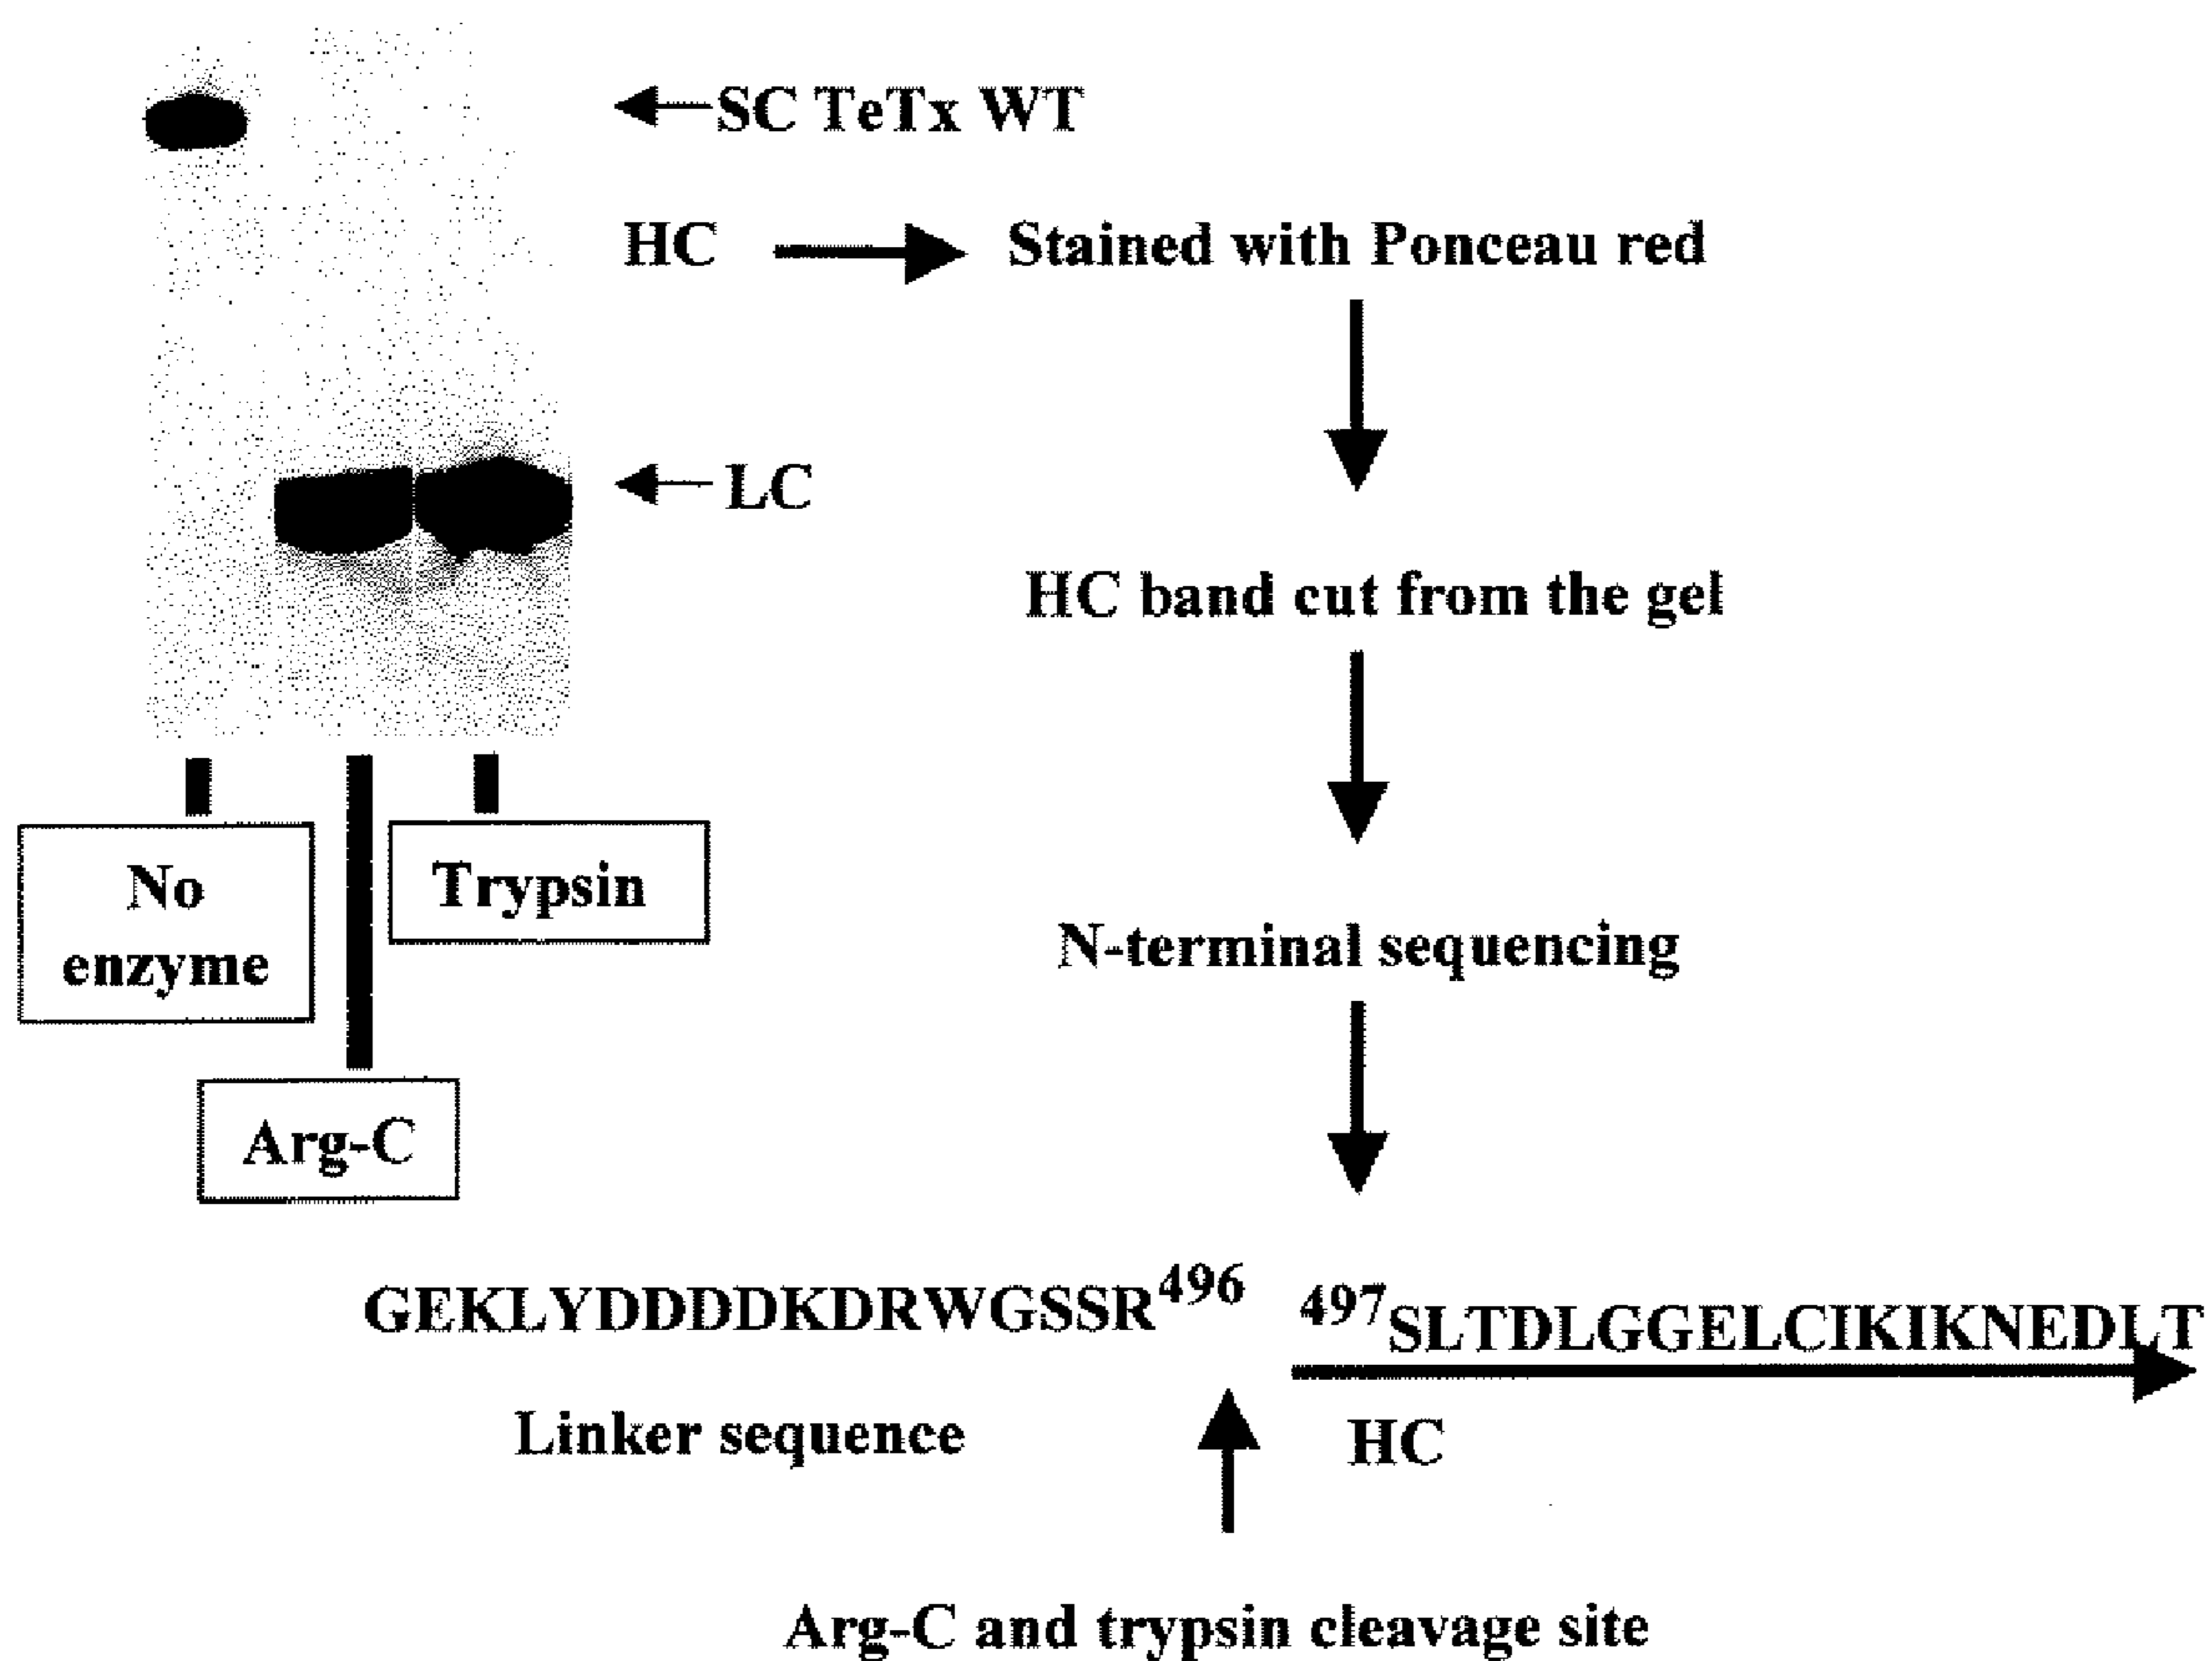 SC TeTx WT
HC
Stained with Ponceau red
LC
HC band cut from the gel
No
enzyme
Trypsin
N-terminal sequencing
Arg-C
GEKLYDDDDKDRWGSSR496 497SLTDLGGELCIKIKNEDLT
Linker sequence
HC
Arg-C and trypsin cleavage site